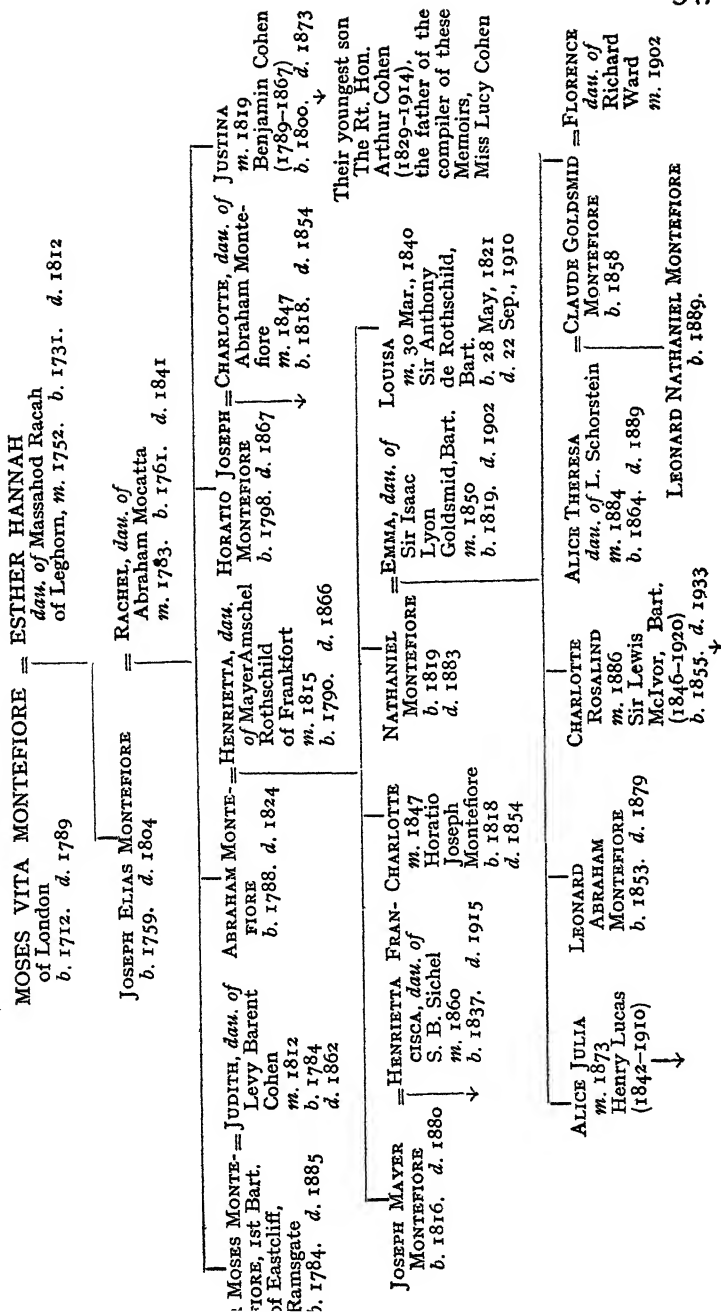 MOSES VITA MONTEFIORE = ESTHER HANNAH
of London
b. 1712. d. 1789
dau. of Massahod Racah
of Leghorn, m. 1752. b. 1731. d. 1812
JOSEPH ELIAS MONTEFIORE
b. 1759. d. 1804
= RACHEL, dau. of
Abraham Mocatta
m. 1783. b. 1761. d. 1841
MOSES MONTE-
FIORE, 1st Bart.
of Eastcliff,
Ramsgate
b. 1784. d. 1885
=JUDITH, dau. of
Levy Barent
Cohen
m. 1812
b. 1784
d. 1862
ABRAHAM MONTE-
FIORE
b. 1788. d. 1824
=HENRIETTA, dau.
of Mayer Amschel
Rothschild
of Frankfort
m. 1815
b. 1790. d. 1866
HORATIO JOSEPH
MONTEFIORE
b. 1798. d. 1867
=CHARLOTTE, dau. of
Abraham Monte-
fiore
m. 1847
b. 1818. d. 1854
JUSTINA
m. 1819
Benjamin Cohen
(1789–1867)
b. 1800. d. 1873
Their youngest son
The Rt. Hon.
Arthur Cohen
(1829–1914),
the father of the
compiler of these
Memoirs,
Miss Lucy Cohen
JOSEPH MAYER
MONTEFIORE
b. 1816. d. 1880
=HENRIETTA FRAN-
CISCA, dau. of
S. B. Sichel
m. 1860
b. 1837. d. 1915
CHARLOTTE
m. 1847
Horatio
Joseph
Montefiore
b. 1818
d. 1854
NATHANIEL
MONTEFIORE
b. 1819
d. 1883
=EMMA, dau. of
Sir Isaac
Lyon
Goldsmid, Bart.
m. 1850
b. 1819. d. 1902
LOUISA
m. 30 Mar., 1840
Sir Anthony
de Rothschild,
Bart.
b. 28 May, 1821
d. 22 Sep., 1910
ALICE JULIA
m. 1873
Henry Lucas
(1842–1910)
LEONARD
ABRAHAM
MONTEFIORE
b. 1853. d. 1879
CHARLOTTE
ROSALIND
m. 1886
Sir Lewis
McIvor, Bart.
(1846–1920)
b. 1855. d. 1933
ALICE THERESA
dau. of L. Schorstein
m. 1884
b. 1864. d. 1889
=CLAUDE GOLDSMID
MONTEFIORE
b. 1858
=FLORENCE
dau. of
Richard
Ward
m. 1902
LEONARD NATHANIEL MONTEFIORE
b. 1889.